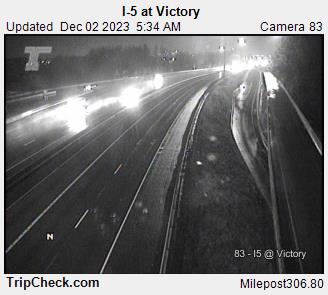 I-5 at Victory
Updated Dec 02 2023 5:34 AM Camera 83
T
N
83 - I5 @ Victory
TripCheck.com Milepost306.80